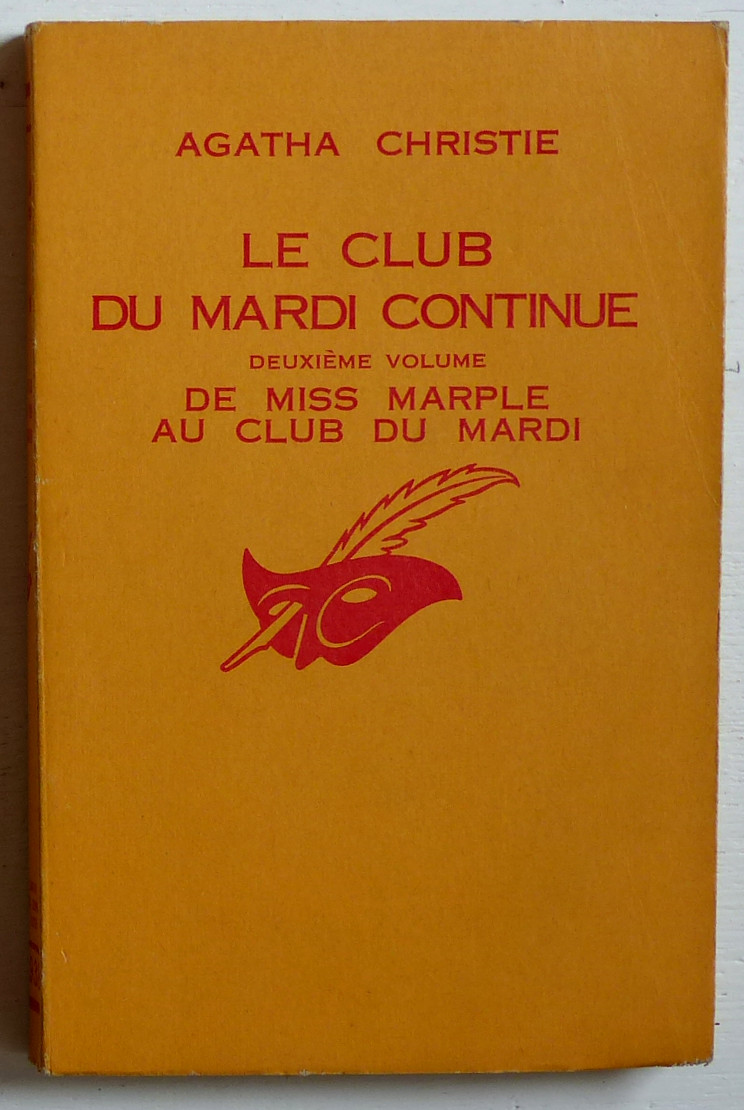 AGATHA CHRISTIE
LE CLUB
DU MARDI CONTINUE
DEUXIÈME VOLUME
DE MISS MARPLE
AU CLUB DU MARDI